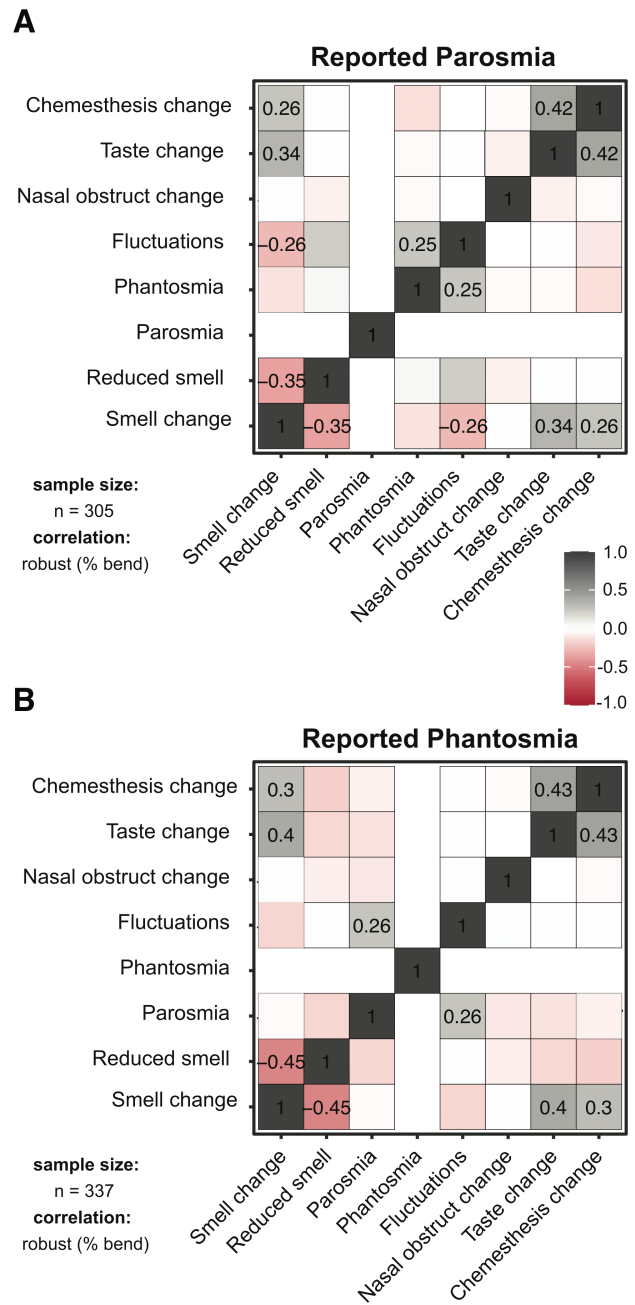 A
Reported Parosmia
Chemesthesis change 0.26 0.42 1
Taste change 0.34 1 0.42
Nasal obstruct change 1
Fluctuations −0.26 0.25 1
Phantosmia 1 0.25
Parosmia 1
Reduced smell −0.35 1
Smell change 1 −0.35 −0.26 0.34 0.26
Smell change Reduced smell Parosmia Phantosmia Fluctuations Nasal obstruct change Taste change Chemesthesis change
sample size:
n = 305
correlation:
robust (% bend)
1.0
0.5
0.0
-0.5
-1.0
B
Reported Phantosmia
Chemesthesis change 0.3 0.43 1
Taste change 0.4 1 0.43
Nasal obstruct change 1
Fluctuations 0.26 1
Phantosmia 1
Parosmia 1 0.26
Reduced smell −0.45 1
Smell change 1 −0.45 0.4 0.3
Smell change Reduced smell Parosmia Phantosmia Fluctuations Nasal obstruct change Taste change Chemesthesis change
sample size:
n = 337
correlation:
robust (% bend)